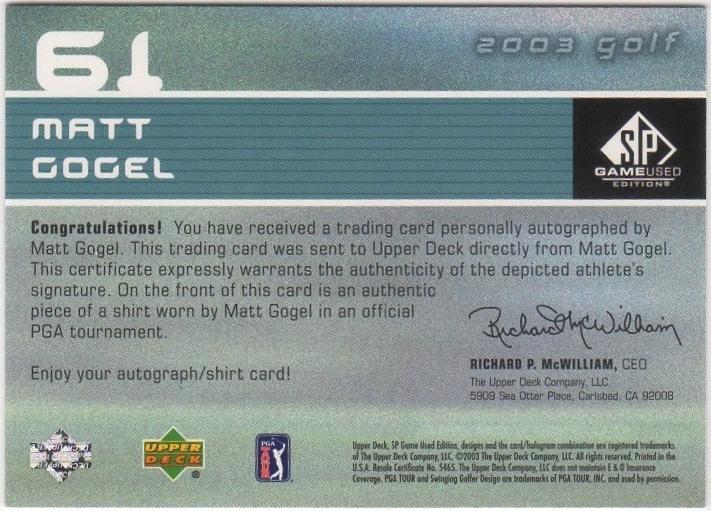 61
2003 golf
MATT
GOGEL
SP
GAMEUSED
EDITION®
Congratulations! You have received a trading card personally autographed by
Matt Gogel. This trading card was sent to Upper Deck directly from Matt Gogel.
This certificate expressly warrants the authenticity of the depicted athlete's
signature. On the front of this card is an authentic
piece of a shirt worn by Matt Gogel in an official
PGA tournament.
Richard McWilliam
RICHARD P. McWILLIAM, CEO
The Upper Deck Company, LLC.
5909 Sea Otter Place, Carlsbad, CA 92008
Enjoy your autograph/shirt card!
UPPER
DECK
®
PGA
TOUR
Upper Deck, SP Game Used Edition, designs and the card/hologram combination are registered trademarks
of The Upper Deck Company, LLC. ©2003 The Upper Deck Company, LLC. All rights reserved. Printed in the
U.S.A. Resale Certificate No. 5465. The Upper Deck Company, LLC does not maintain E & O Insurance
Coverage. PGA TOUR and Swinging Golfer Design are trademarks of PGA TOUR, INC. and used by permission.